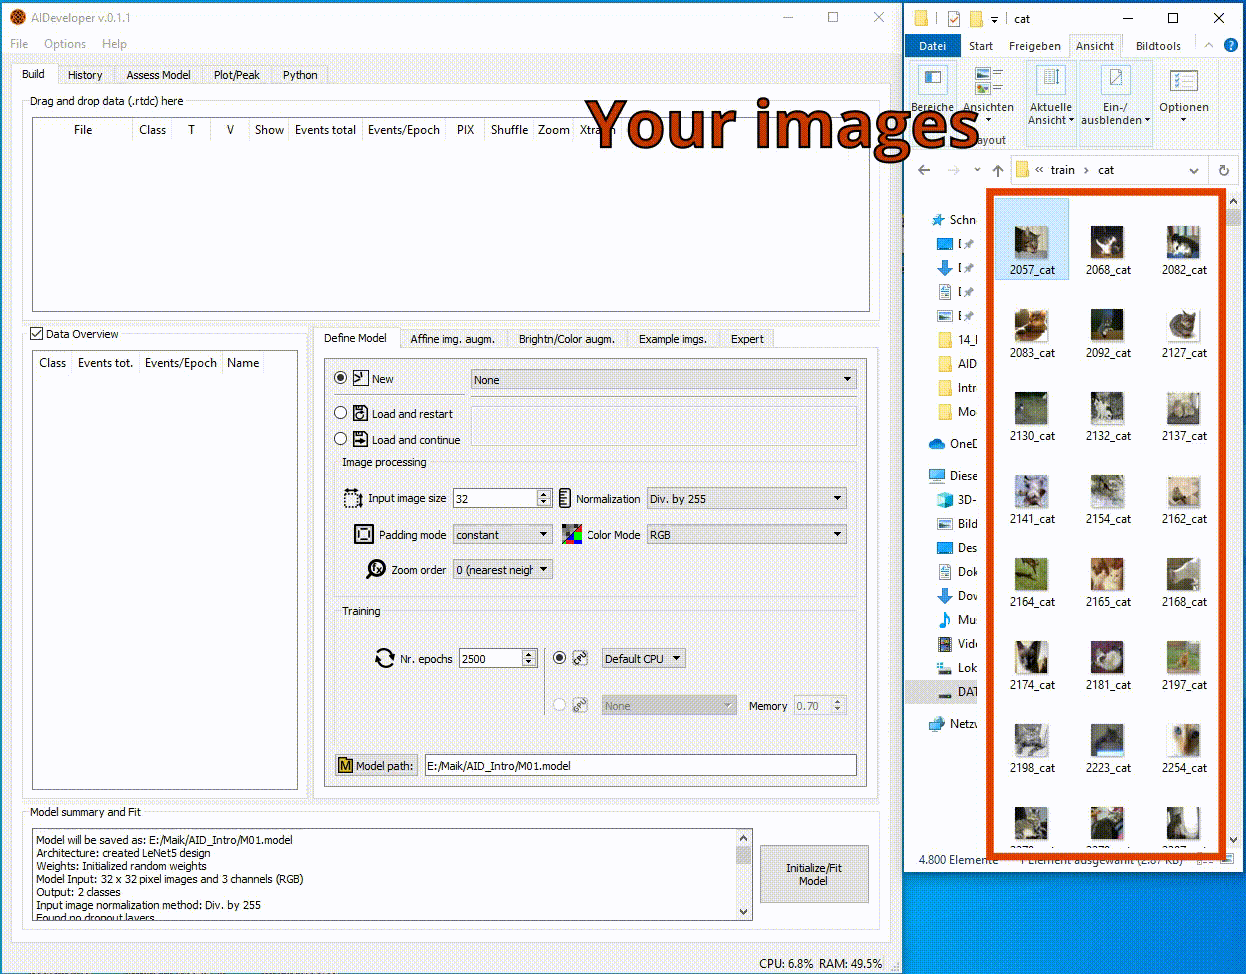 AIDeveloper v.0.1.1
File Options Help
Build History Assess Model Plot/Peak Python
Drag and drop data (.rtdc) here
File Class T V Show Events total Events/Epoch PIX Shuffle Zoom
Your images
Data Overview
Class Events tot. Events/Epoch Name
Define Model Affine img. augm. Brightn/Color augm. Example imgs. Expert
New None
Load and restart
Load and continue
Image processing
Input image size 32 Normalization Div. by 255
Padding mode constant Color Mode RGB
Zoom order 0 (nearest neigh
Training
Nr. epochs 2500 Default CPU
None Memory 0.70
Model path: E:/Maik/AID_Intro/M01.model
Model summary and Fit
Model will be saved as: E:/Maik/AID_Intro/M01.model
Architecture: created LeNet5 design
Weights: Initialized random weights
Model Input: 32 x 32 pixel images and 3 channels (RGB)
Output: 2 classes
Input image normalization method: Div. by 255
Found no dropout layers
Initialize/Fit
Model
CPU: 6.8% RAM: 49.5%
cat
Datei Start Freigeben Ansicht Bildtools
Bereiche Ansichten Aktuelle Ansicht Ein-/ausblenden Optionen
train cat
Schn
14_
AID
Intr
Mo
OneD
Diese
3D-
Bild
Des
Dok
Dov
Mu
Vide
Lok
DAT
Netzw
2057_cat 2068_cat 2082_cat
2083_cat 2092_cat 2127_cat
2130_cat 2132_cat 2137_cat
2141_cat 2154_cat 2162_cat
2164_cat 2165_cat 2168_cat
2174_cat 2181_cat 2197_cat
2198_cat 2223_cat 2254_cat
4.800 Elemente 1 Element ausgewählt (2.87 KB)